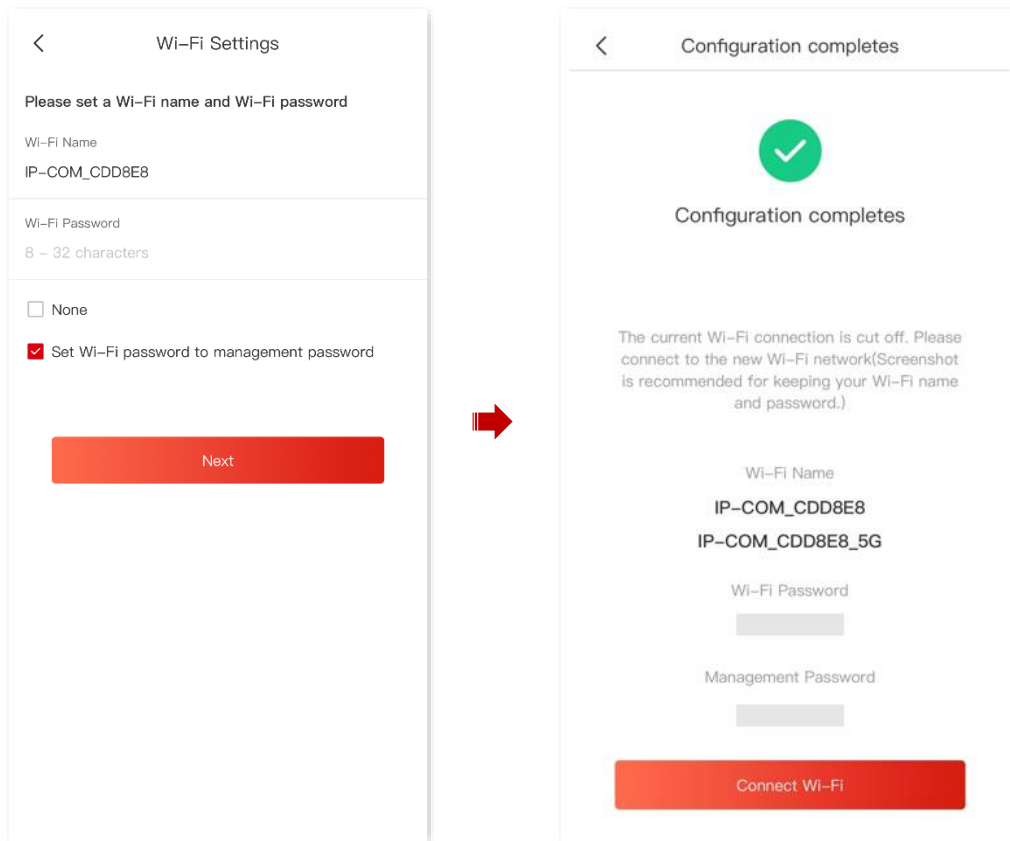 Wi-Fi Settings
Please set a Wi-Fi name and Wi-Fi password
Wi-Fi Name
IP-COM_CDD8E8
Wi-Fi Password
8 - 32 characters
None
Set Wi-Fi password to management password
Next
Configuration completes
Configuration completes
The current Wi-Fi connection is cut off. Please
connect to the new Wi-Fi network(Screenshot
is recommended for keeping your Wi-Fi name
and password.)
Wi-Fi Name
IP-COM_CDD8E8
IP-COM_CDD8E8_5G
Wi-Fi Password
Management Password
Connect Wi-Fi